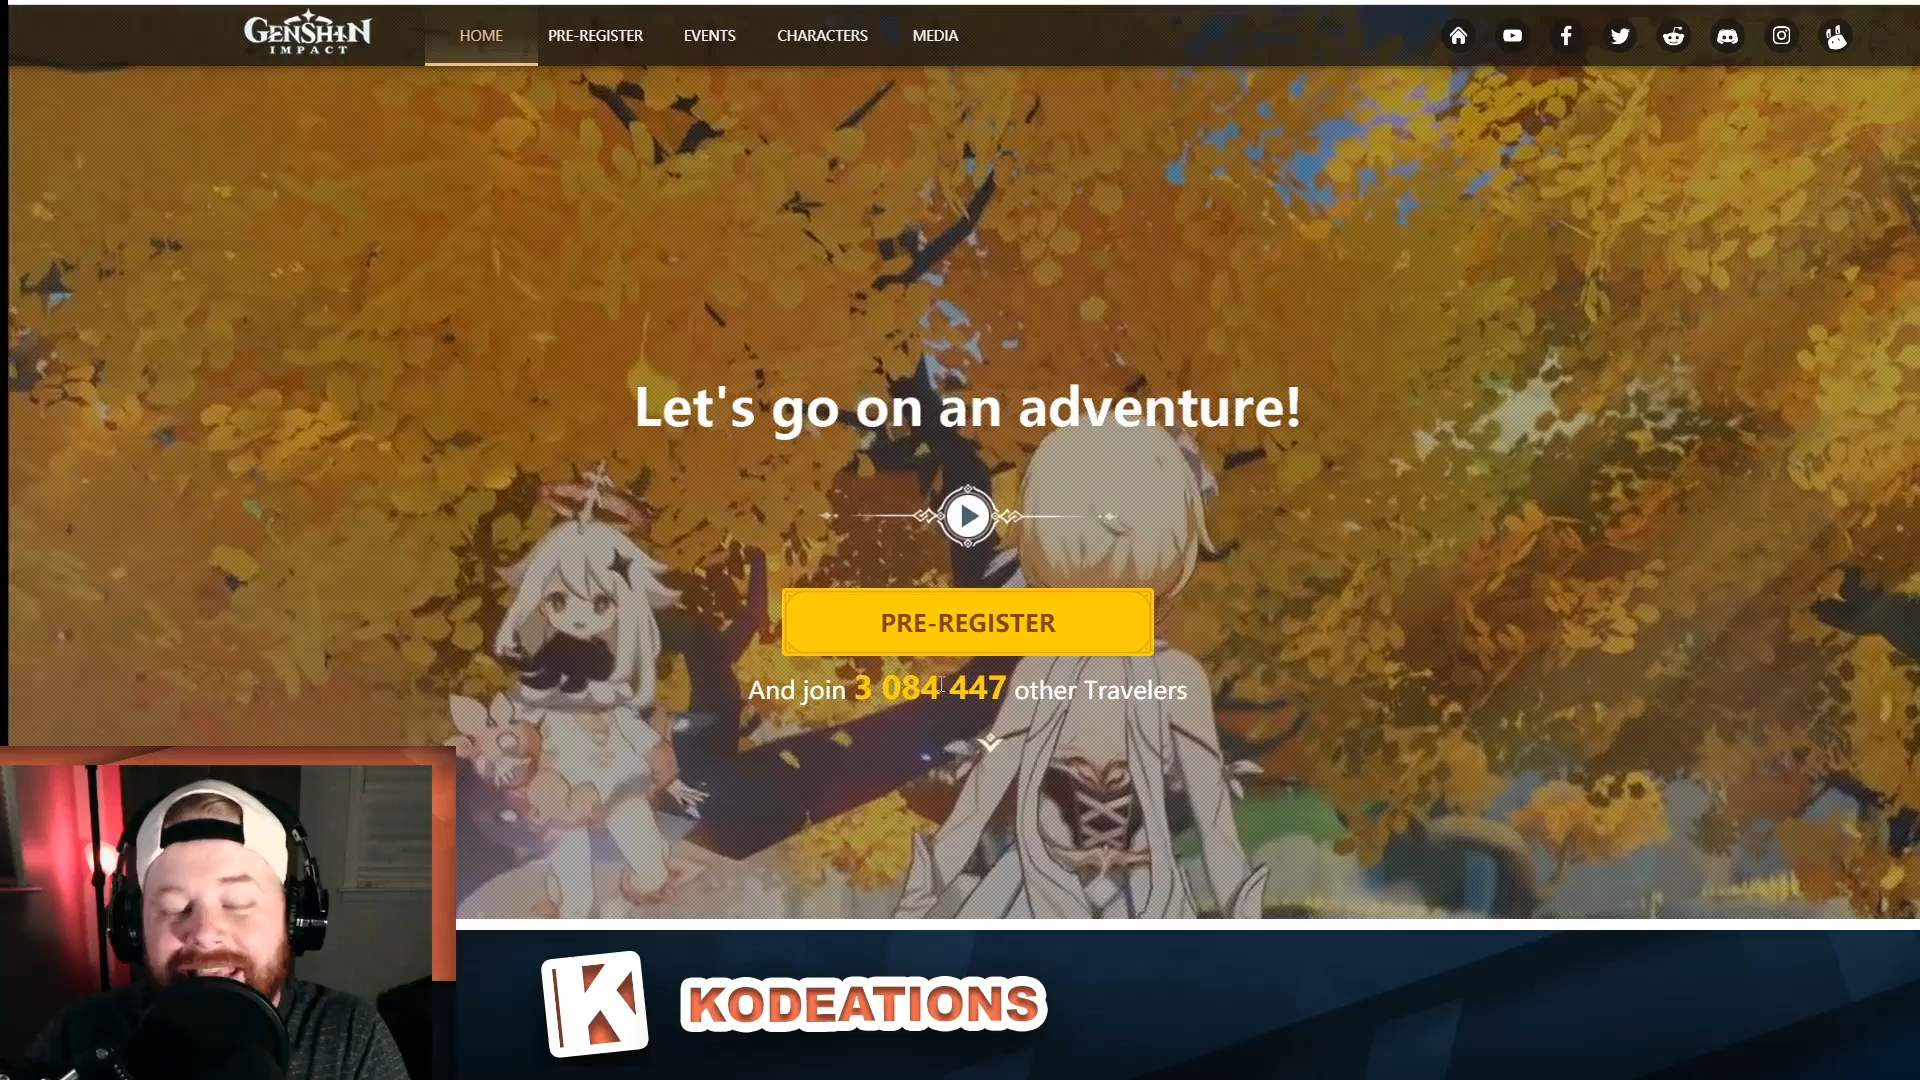 GENSHIN
IMPACT
HOME PRE-REGISTER EVENTS CHARACTERS MEDIA
Let's go on an adventure!
PRE-REGISTER
And join 3 084 447 other Travelers
K KODEATIONS